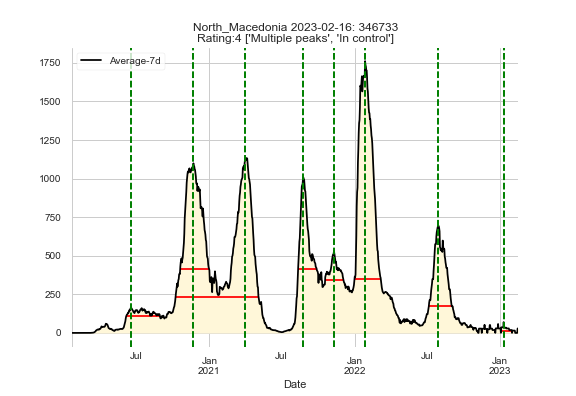 North_Macedonia 2023-02-16: 346733
Rating:4 ['Multiple peaks', 'In control']
Average-7d
1750
1500
1250
1000
750
500
250
0
Jul
Jan
2021
Jul
Jan
2022
Jul
Jan
2023
Date